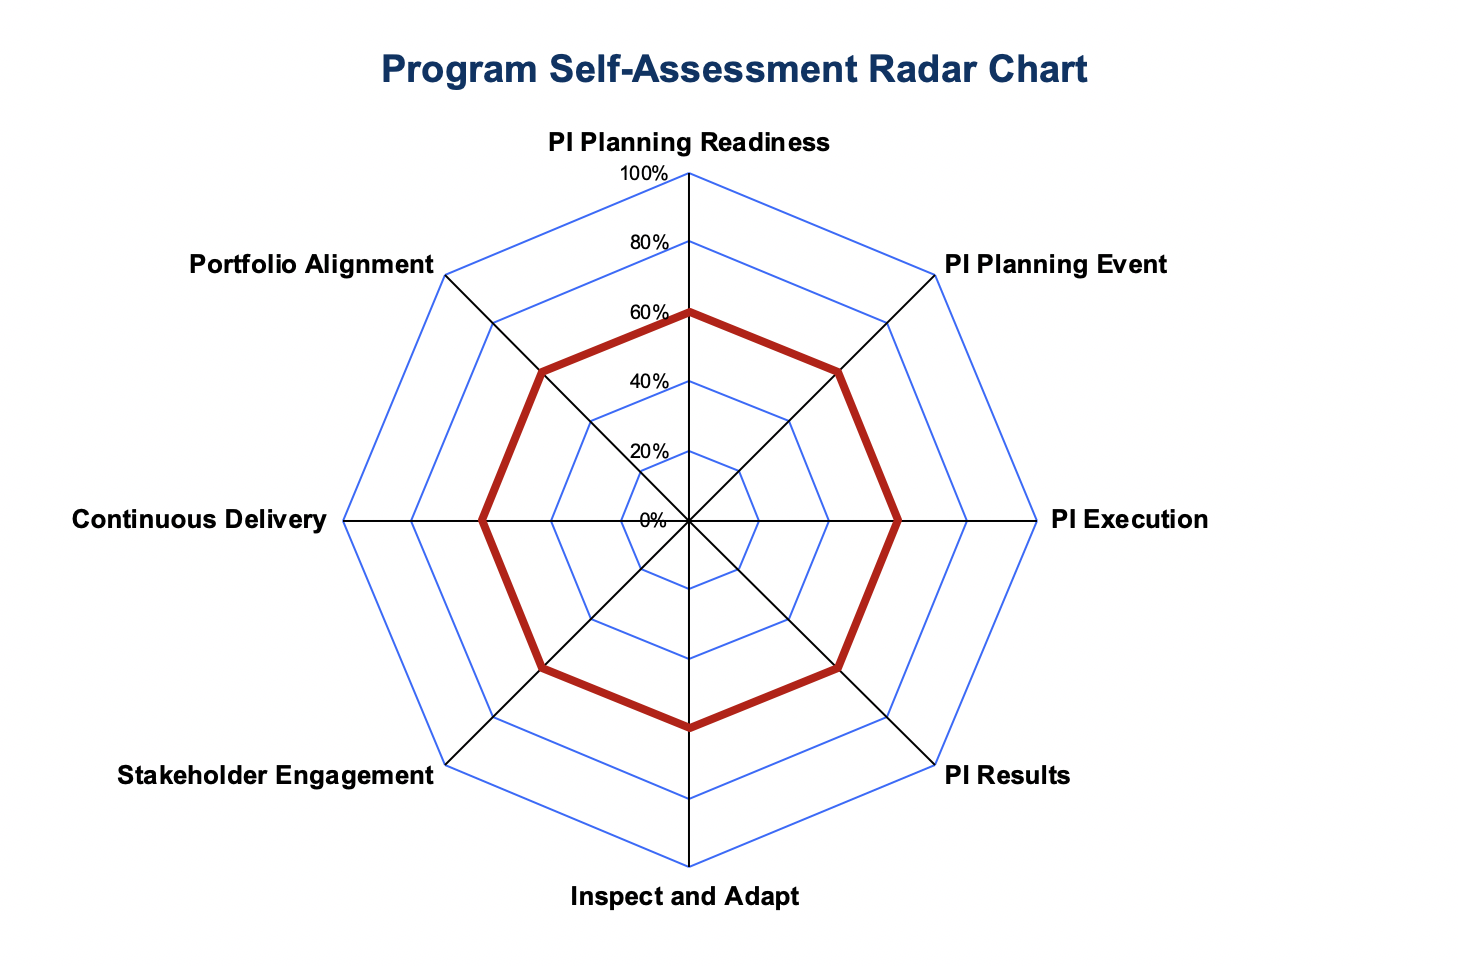 Program Self-Assessment Radar Chart
PI Planning Readiness
100%
80%
60%
40%
20%
0%
Portfolio Alignment
PI Planning Event
Continuous Delivery
PI Execution
Stakeholder Engagement
PI Results
Inspect and Adapt